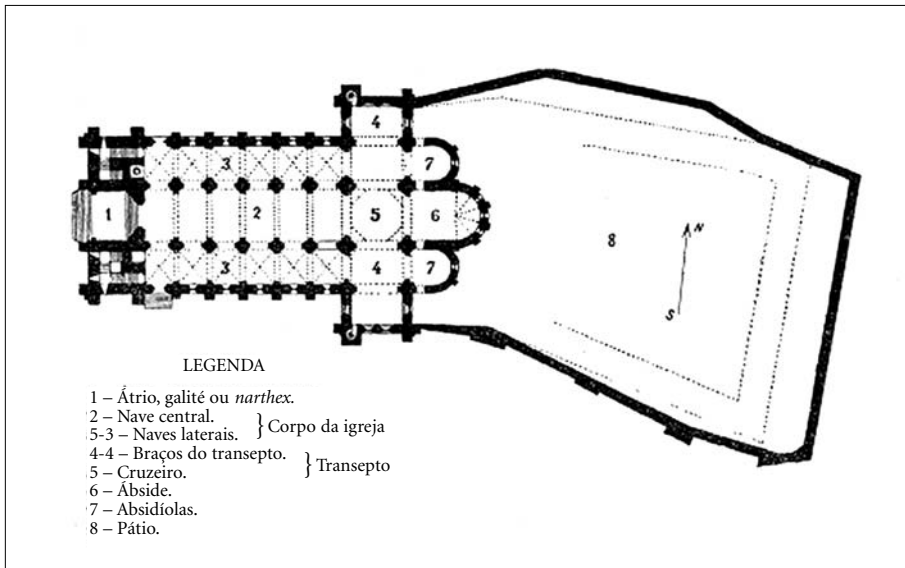 4
3
7
1
2
5
6
8
N
S
3
4
7
LEGENDA
1 – Átrio, galité ou narthex.
2 – Nave central.
5-3 – Naves laterais.
} Corpo da igreja
4-4 – Braços do transepto.
5 – Cruzeiro.
} Transepto
6 – Ábside.
7 – Absidíolas.
8 – Pátio.